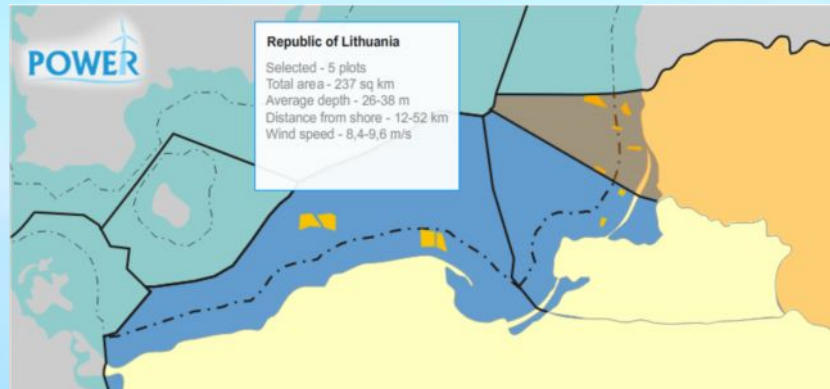 POWER
Republic of Lithuania
Selected - 5 plots
Total area - 237 sq km
Average depth - 26-38 m
Distance from shore - 12-52 km
Wind speed - 8,4-9,6 m/s